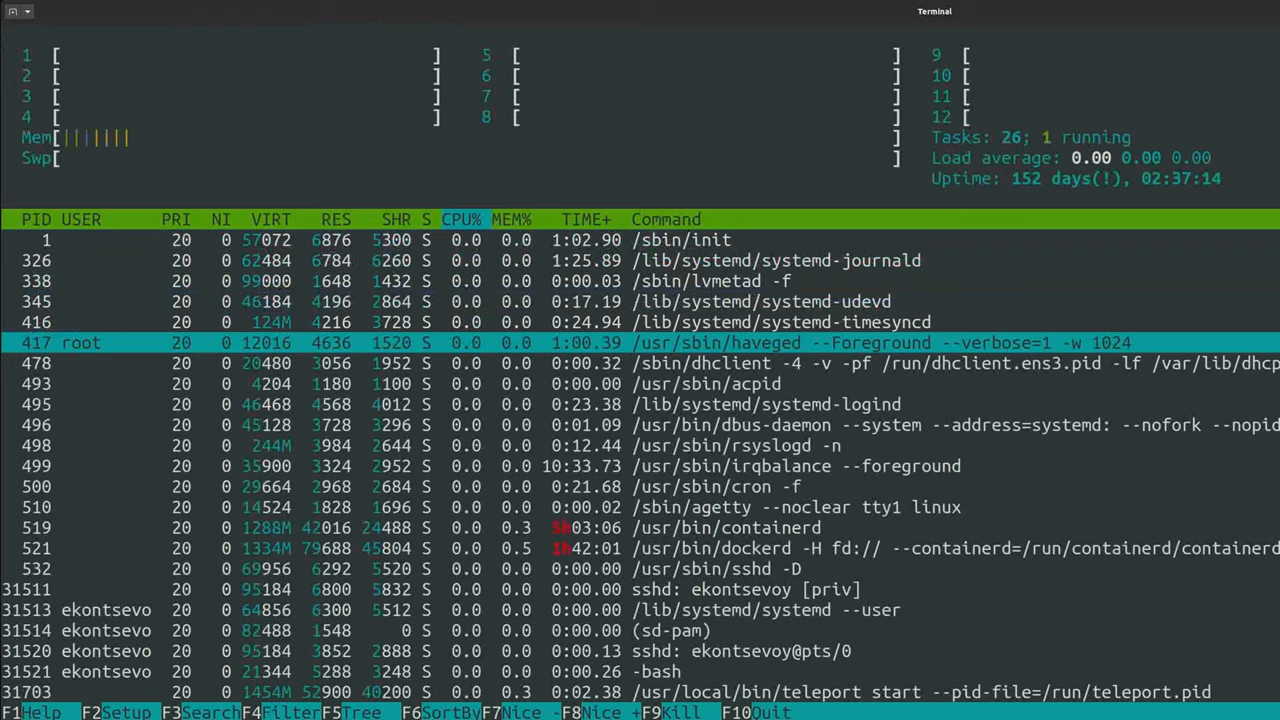 Terminal
1 [ ] 5 [ ] 9 [
2 [ ] 6 [ ] 10 [
3 [ ] 7 [ ] 11 [
4 [ ] 8 [ ] 12 [
Mem[||||||| ] Tasks: 26; 1 running
Swp[ ] Load average: 0.00 0.00 0.00
Uptime: 152 days(!), 02:37:14
PID USER PRI NI VIRT RES SHR S CPU% MEM% TIME+ Command
1 20 0 57072 6876 5300 S 0.0 0.0 1:02.90 /sbin/init
326 20 0 62484 6784 6260 S 0.0 0.0 1:25.89 /lib/systemd/systemd-journald
338 20 0 99000 1648 1432 S 0.0 0.0 0:00.03 /sbin/lvmetad -f
345 20 0 46184 4196 2864 S 0.0 0.0 0:17.19 /lib/systemd/systemd-udevd
416 20 0 124M 4216 3728 S 0.0 0.0 0:24.94 /lib/systemd/systemd-timesyncd
417 root 20 0 12016 4636 1520 S 0.0 0.0 1:00.39 /usr/sbin/haveged --Foreground --verbose=1 -w 1024
478 20 0 20480 3056 1952 S 0.0 0.0 0:00.32 /sbin/dhclient -4 -v -pf /run/dhclient.ens3.pid -lf /var/lib/dhcp
493 20 0 4204 1180 1100 S 0.0 0.0 0:00.00 /usr/sbin/acpid
495 20 0 46468 4568 4012 S 0.0 0.0 0:23.38 /lib/systemd/systemd-logind
496 20 0 45128 3728 3296 S 0.0 0.0 0:01.09 /usr/bin/dbus-daemon --system --address=systemd: --nofork --nopid
498 20 0 244M 3984 2644 S 0.0 0.0 0:12.44 /usr/sbin/rsyslogd -n
499 20 0 35900 3324 2952 S 0.0 0.0 10:33.73 /usr/sbin/irqbalance --foreground
500 20 0 29664 2968 2684 S 0.0 0.0 0:21.68 /usr/sbin/cron -f
510 20 0 14524 1828 1696 S 0.0 0.0 0:00.02 /sbin/agetty --noclear tty1 linux
519 20 0 1288M 42016 24488 S 0.0 0.3 5h03:06 /usr/bin/containerd
521 20 0 1334M 79688 45804 S 0.0 0.5 1h42:01 /usr/bin/dockerd -H fd:// --containerd=/run/containerd/containerd
532 20 0 69956 6292 5520 S 0.0 0.0 0:00.00 /usr/sbin/sshd -D
31511 20 0 95184 6800 5832 S 0.0 0.0 0:00.00 sshd: ekontsevoy [priv]
31513 ekontsevo 20 0 64856 6300 5512 S 0.0 0.0 0:00.00 /lib/systemd/systemd --user
31514 ekontsevo 20 0 82488 1548 0 S 0.0 0.0 0:00.00 (sd-pam)
31520 ekontsevo 20 0 95184 3852 2888 S 0.0 0.0 0:00.13 sshd: ekontsevoy@pts/0
31521 ekontsevo 20 0 21344 5288 3248 S 0.0 0.0 0:00.26 -bash
31703 20 0 1454M 52900 40200 S 0.0 0.3 0:02.38 /usr/local/bin/teleport start --pid-file=/run/teleport.pid
F1Help F2Setup F3Search F4Filter F5Tree F6SortBy F7Nice - F8Nice + F9Kill F10Quit